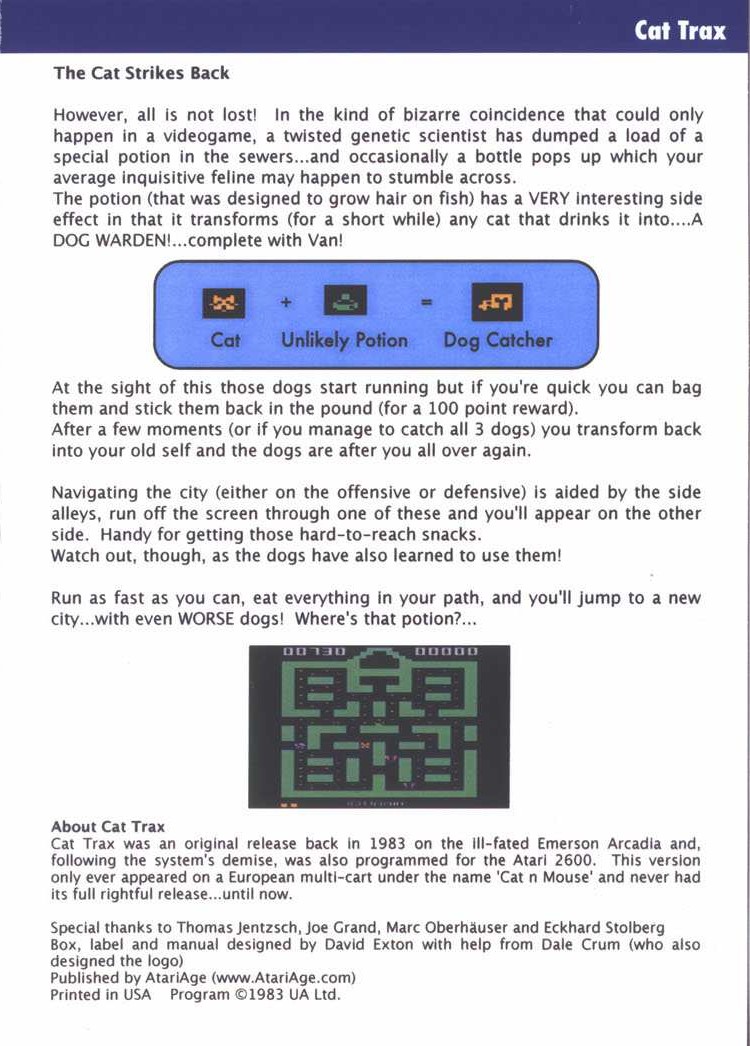 Cat Trax
The Cat Strikes Back
However, all is not lost! In the kind of bizarre coincidence that could only
happen in a videogame, a twisted genetic scientist has dumped a load of a
special potion in the sewers...and occasionally a bottle pops up which your
average inquisitive feline may happen to stumble across.
The potion (that was designed to grow hair on fish) has a VERY interesting side
effect in that it transforms (for a short while) any cat that drinks it into....A
DOG WARDEN!...complete with Van!
+ =
Cat Unlikely Potion Dog Catcher
At the sight of this those dogs start running but if you're quick you can bag
them and stick them back in the pound (for a 100 point reward).
After a few moments (or if you manage to catch all 3 dogs) you transform back
into your old self and the dogs are after you all over again.
Navigating the city (either on the offensive or defensive) is aided by the side
alleys, run off the screen through one of these and you'll appear on the other
side. Handy for getting those hard-to-reach snacks.
Watch out, though, as the dogs have also learned to use them!
Run as fast as you can, eat everything in your path, and you'll jump to a new
city...with even WORSE dogs! Where's that potion?...
00730 00000
About Cat Trax
Cat Trax was an original release back in 1983 on the ill-fated Emerson Arcadia and,
following the system's demise, was also programmed for the Atari 2600. This version
only ever appeared on a European multi-cart under the name 'Cat n Mouse' and never had
its full rightful release...until now.
Special thanks to Thomas Jentzsch, Joe Grand, Marc Oberhäuser and Eckhard Stolberg
Box, label and manual designed by David Exton with help from Dale Crum (who also
designed the logo)
Published by AtariAge (www.AtariAge.com)
Printed in USA Program ©1983 UA Ltd.